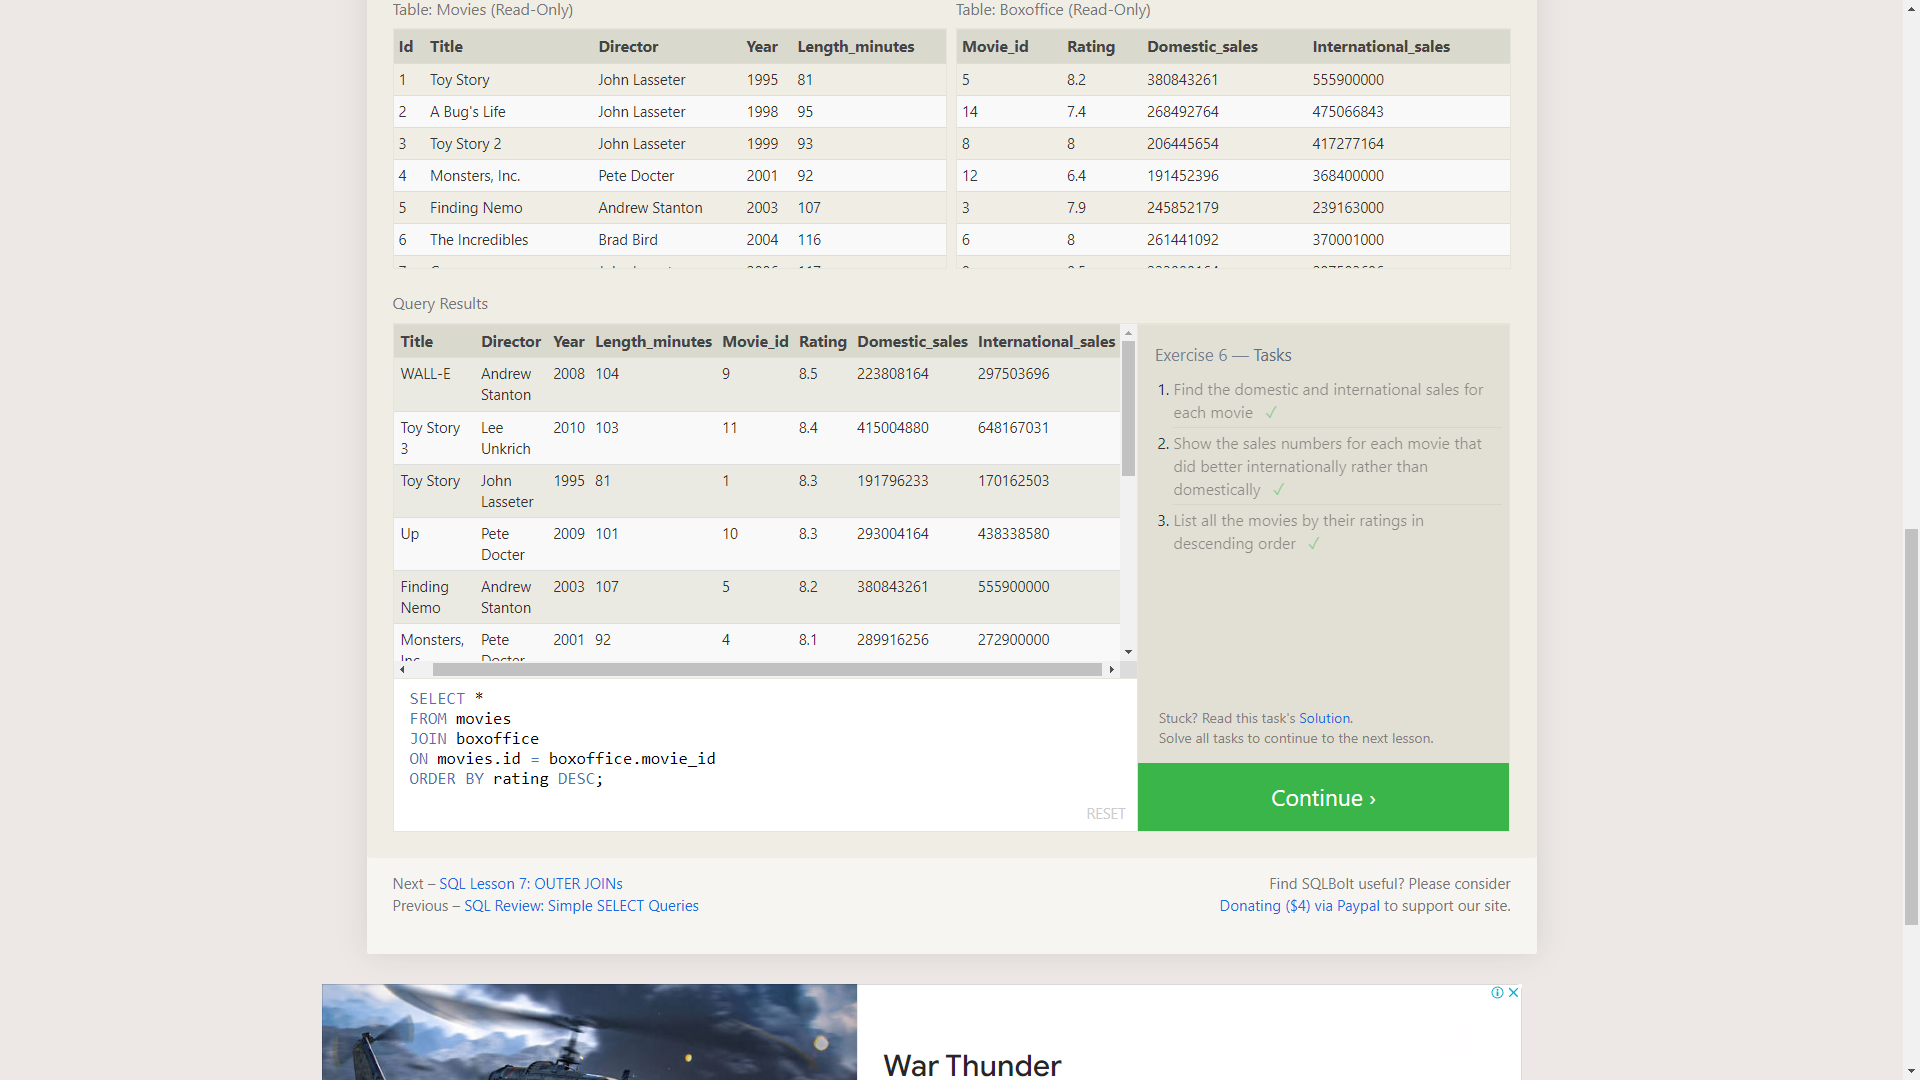 Table: Movies (Read-Only)
Table: Boxoffice (Read-Only)
Id Title Director Year Length_minutes
1 Toy Story John Lasseter 1995 81
2 A Bug's Life John Lasseter 1998 95
3 Toy Story 2 John Lasseter 1999 93
4 Monsters, Inc. Pete Docter 2001 92
5 Finding Nemo Andrew Stanton 2003 107
6 The Incredibles Brad Bird 2004 116
Movie_id Rating Domestic_sales International_sales
5 8.2 380843261 555900000
14 7.4 268492764 475066843
8 8 206445654 417277164
12 6.4 191452396 368400000
3 7.9 245852179 239163000
6 8 261441092 370001000
Query Results
Title Director Year Length_minutes Movie_id Rating Domestic_sales International_sales
WALL-E Andrew 2008 104 9 8.5 223808164 297503696
Stanton
Toy Story Lee 2010 103 11 8.4 415004880 648167031
3 Unkrich
Toy Story John 1995 81 1 8.3 191796233 170162503
Lasseter
Up Pete 2009 101 10 8.3 293004164 438338580
Docter
Finding Andrew 2003 107 5 8.2 380843261 555900000
Nemo Stanton
Monsters, Pete 2001 92 4 8.1 289916256 272900000
SELECT *
FROM movies
JOIN boxoffice
ON movies.id = boxoffice.movie_id
ORDER BY rating DESC;
RESET
Exercise 6 — Tasks
1. Find the domestic and international sales for
each movie ✓
2. Show the sales numbers for each movie that
did better internationally rather than
domestically ✓
3. List all the movies by their ratings in
descending order ✓
Stuck? Read this task's Solution.
Solve all tasks to continue to the next lesson.
Continue ›
Next – SQL Lesson 7: OUTER JOINs
Previous – SQL Review: Simple SELECT Queries
Find SQLBolt useful? Please consider
Donating ($4) via Paypal to support our site.
War Thunder